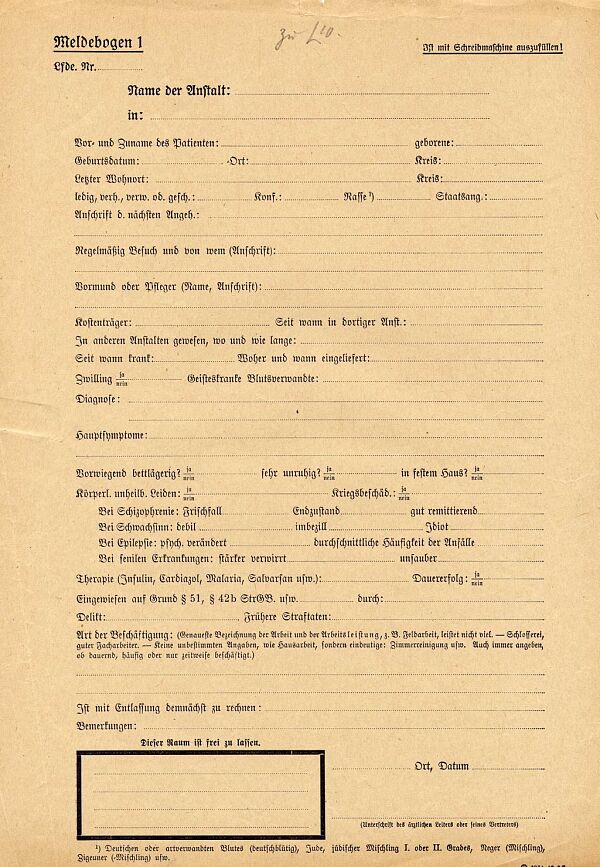 Meldebogen 1
Zu
Ist mit Schreibmaschine auszufüllen!
Lfde. Nr.
Name der Anstalt:
in:
Vor- und Zuname des Patienten: geborene:
Geburtsdatum: Ort: Kreis:
Letzter Wohnort: Kreis:
ledig, verh., verw. od. gesch.: Konf.: Rasse ¹) Staatsang.:
Anschrift d. nächsten Angeh.:
Regelmäßig Besuch und von wem (Anschrift):
Vormund oder Pfleger (Name, Anschrift):
Kostenträger: Seit wann in dortiger Anst.:
In anderen Anstalten gewesen, wo und wie lange:
Seit wann krank: Woher und wann eingeliefert:
Zwilling ja/nein Geisteskranke Blutsverwandte:
Diagnose:
Hauptsymptome:
Vorwiegend bettlägerig? ja/nein sehr unruhig? ja/nein in festem Haus? ja/nein
Körperl. unheilb. Leiden: ja/nein Kriegsbeschäd.: ja/nein
Bei Schizophrenie: Frischfall Endzustand gut remittierend
Bei Schwachsinn: debil imbezill Idiot
Bei Epilepsie: psych. verändert durchschnittliche Häufigkeit der Anfälle
Bei senilen Erkrankungen: stärker verwirrt unsauber
Therapie (Insulin, Cardiazol, Malaria, Salvarsan usw.): Dauererfolg: ja/nein
Eingewiesen auf Grund § 51, § 42b StrGB. usw. durch:
Delikt: Frühere Straftaten:
Art der Beschäftigung: (Genaueste Bezeichnung der Arbeit und der Arbeitsleistung, z. B. Feldarbeit, leistet nicht viel. — Schlosserei,
guter Facharbeiter. — Keine unbestimmten Angaben, wie Hausarbeit, sondern eindeutige: Zimmerreinigung usw. Auch immer angeben,
ob dauernd, häufig oder nur zeitweise beschäftigt.)
Ist mit Entlassung demnächst zu rechnen:
Bemerkungen:
Dieser Raum ist frei zu lassen.
Ort, Datum
(Unterschrift des ärztlichen Leiters oder seines Vertreters)
¹) Deutschen oder artverwandten Blutes (deutschblütig), Jude, jüdischer Mischling I. oder II. Grades, Neger (Mischling),
Zigeuner (-Mischling) usw.